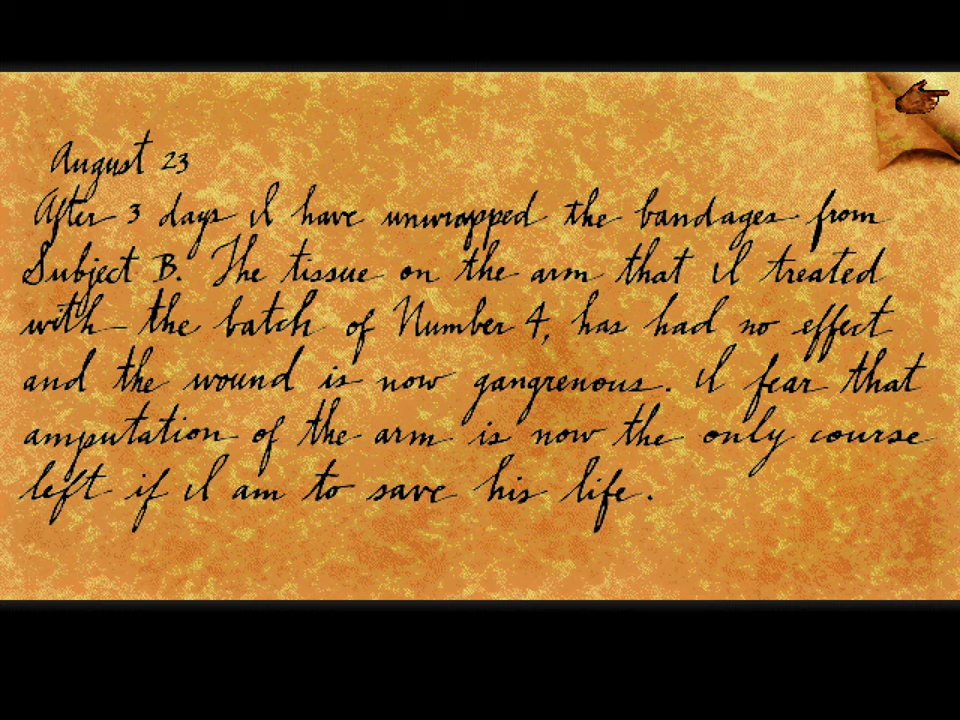 August 23
After 3 days I have unwrapped the bandages from
Subject B. The tissue on the arm that I treated
with the batch of Number 4, has had no effect
and the wound is now gangrenous. I fear that
amputation of the arm is now the only course
left if I am to save his life.